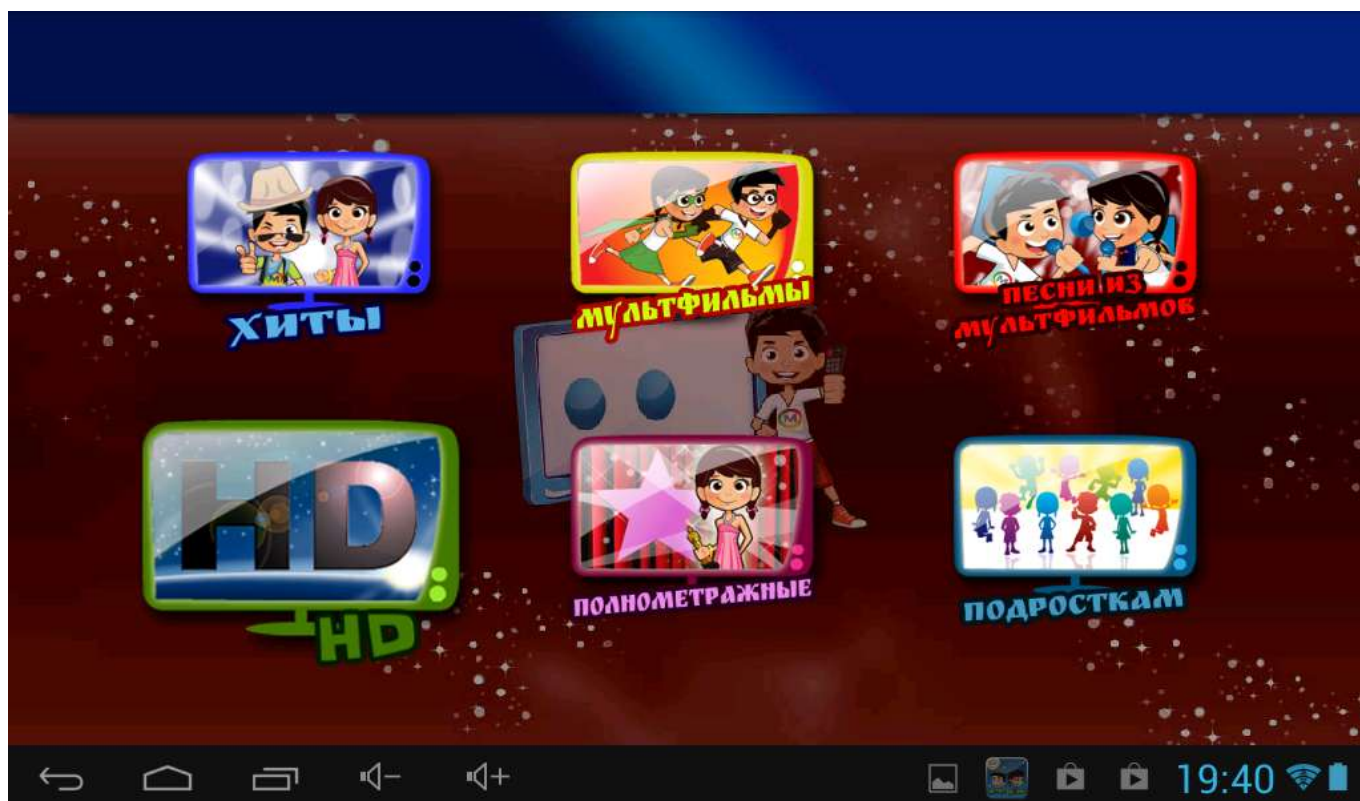 ХИТЫ
МУЛЬТФИЛЬМЫ
ПЕСНИ ИЗ
МУЛЬТФИЛЬМОВ
HD
HD
ПОЛНОМЕТРАЖНЫЕ
ПОДРОСТКАМ
M
19:40